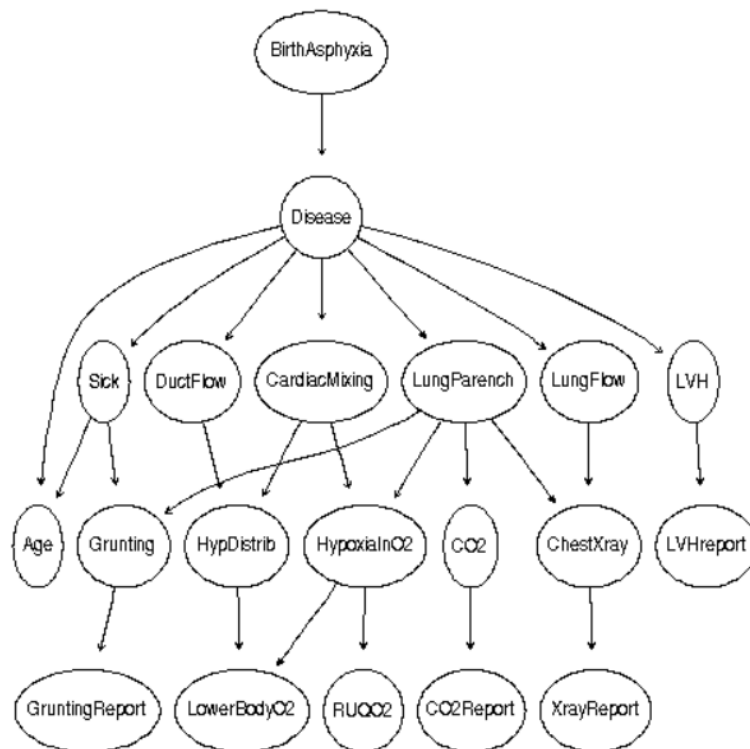 BirthAsphyxia
Disease
Sick DuctFlow CardiacMixing LungParench LungFlow LVH
Age Grunting HypDistrib HypoxiaInO2 CO2 ChestXray LVHreport
GruntingReport LowerBodyO2 RUQO2 CO2Report XrayReport